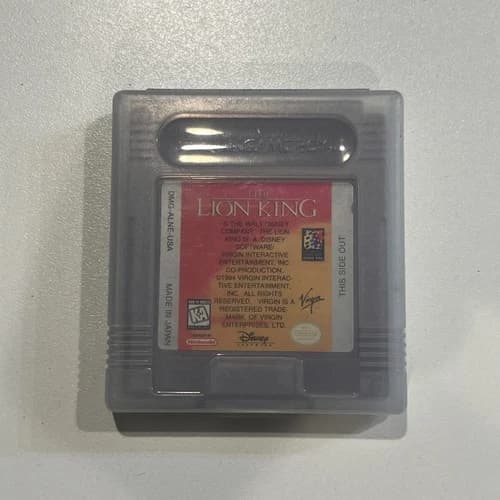 THE
LION KING
© THE WALT DISNEY
COMPANY. THE LION
KING IS A DISNEY
SOFTWARE/
VIRGIN INTERACTIVE
ENTERTAINMENT, INC
CO-PRODUCTION.
©1994 VIRGIN INTERAC-
TIVE ENTERTAINMENT,
INC. ALL RIGHTS
RESERVED. VIRGIN IS A
REGISTERED TRADE-
MARK OF VIRGIN
ENTERPRISES, LTD.
DMG-ALNE-USA
MADE IN JAPAN
THIS SIDE OUT
K-A
Nintendo
Disney
SOFTWARE
Virgin